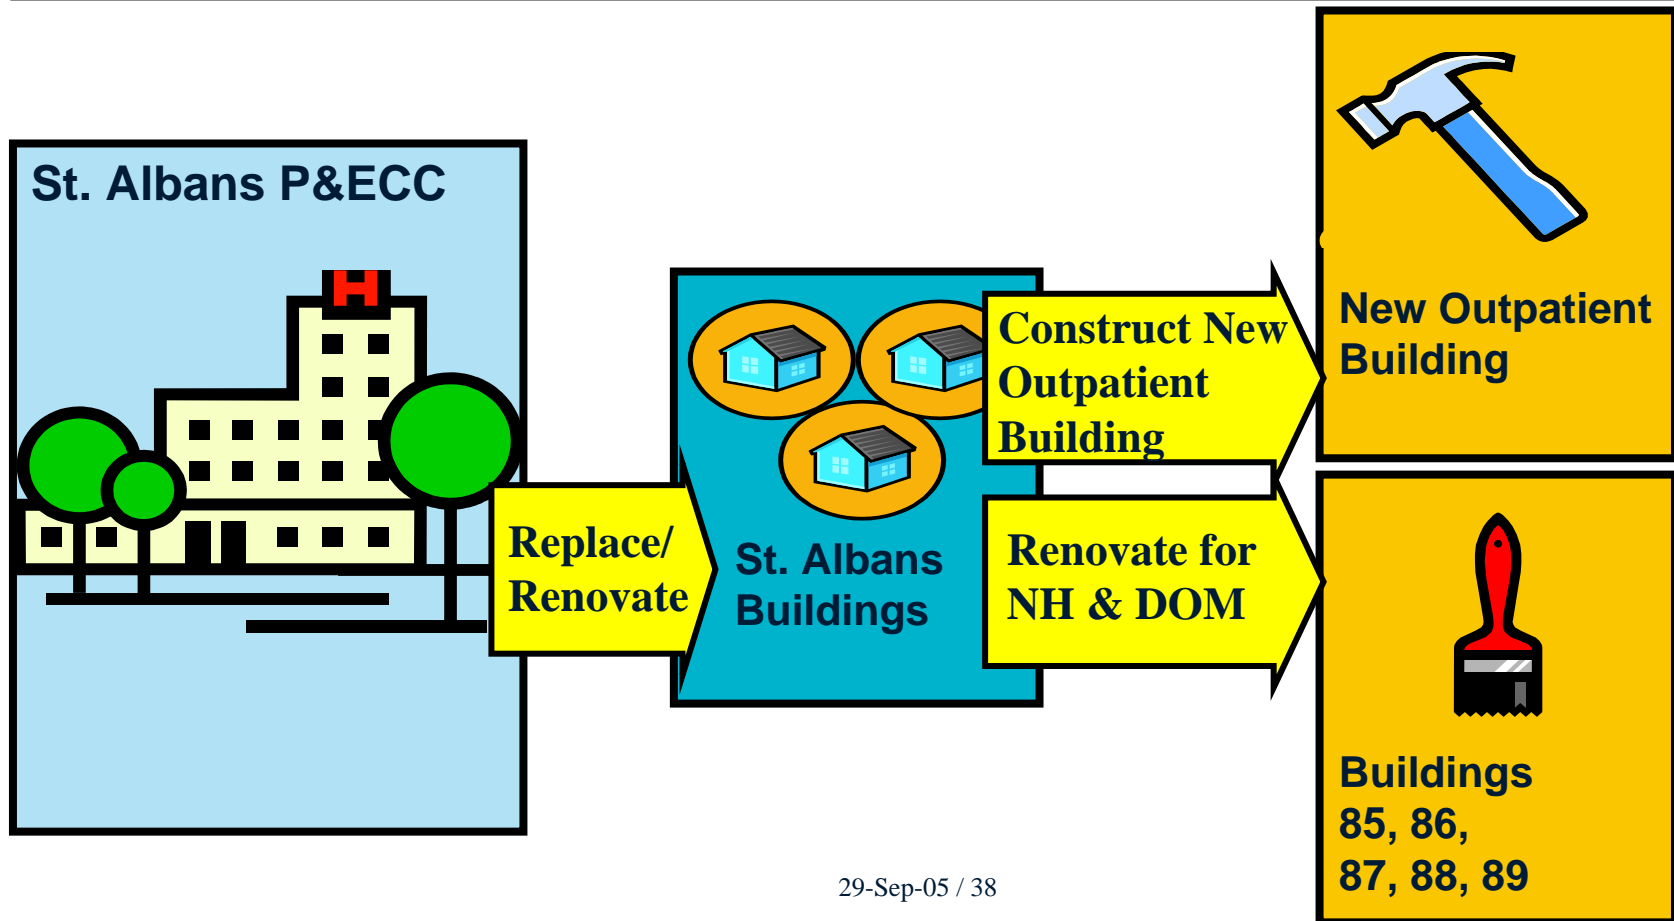 St. Albans P&ECC
H
Replace/
Renovate
St. Albans
Buildings
Construct New
Outpatient
Building
Renovate for
NH & DOM
New Outpatient
Building
Buildings
85, 86,
87, 88, 89
29-Sep-05 / 38